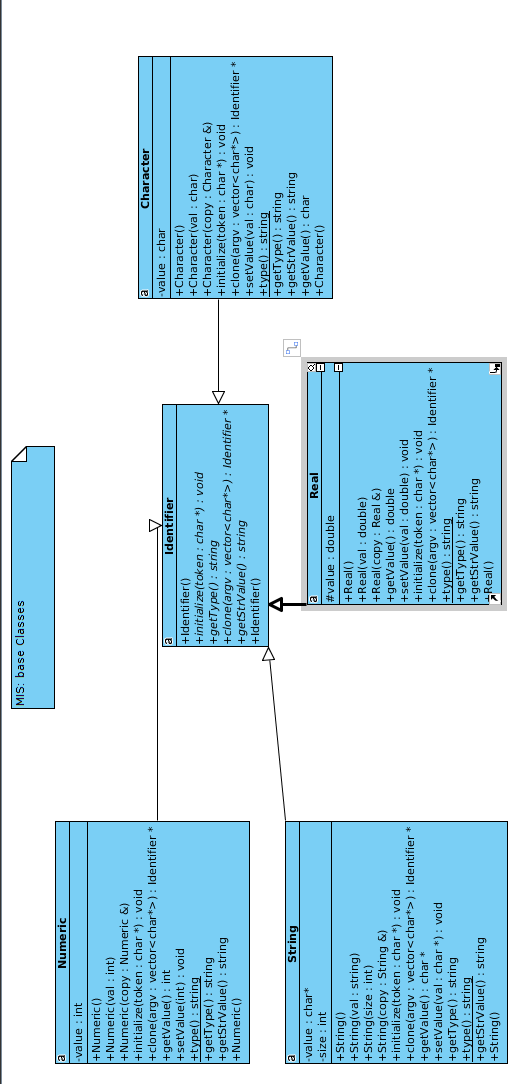 MIS: base Classes
a
Numeric
-value : int
+Numeric()
+Numeric(val : int)
+Numeric(copy : Numeric &)
+initialize(token : char *) : void
+clone(argv : vector<char*>) : Identifier *
+getValue() : int
+setValue(int) : void
+type() : string
+getType() : string
+getStrValue() : string
+Numeric()
a
String
-value : char*
-size : int
+String()
+String(val : string)
+String(size : int)
+String(copy : String &)
+initialize(token : char *) : void
+clone(argv : vector<char*>) : Identifier *
+getValue() : char *
+setValue(val : char *) : void
+getType() : string
+type() : string
+getStrValue() : string
+String()
a
Identifier
+Identifier()
+initialize(token : char *) : void
+getType() : string
+clone(argv : vector<char*>) : Identifier *
+getStrValue() : string
+Identifier()
a
Real
#value : double
+Real()
+Real(val : double)
+Real(copy : Real &)
+getValue() : double
+setValue(val : double) : void
+initialize(token : char *) : void
+clone(argv : vector<char*>) : Identifier *
+type() : string
+getType() : string
+getStrValue() : string
+Real()
a
Character
-value : char
+Character()
+Character(val : char)
+Character(copy : Character &)
+initialize(token : char *) : void
+clone(argv : vector<char*>) : Identifier *
+setValue(val : char) : void
+type() : string
+getType() : string
+getStrValue() : string
+getValue() : char
+Character()